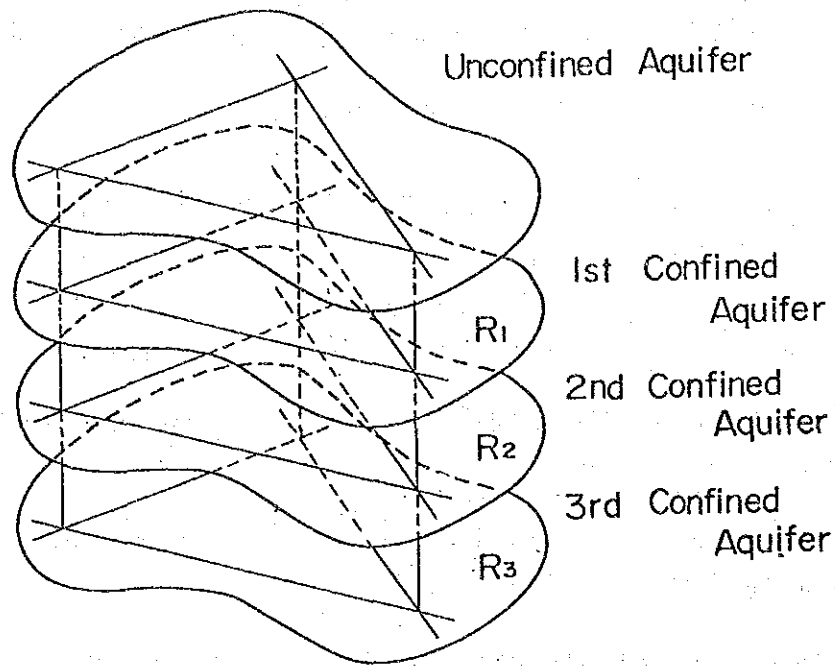 Unconfined Aquifer
1st Confined
Aquifer
R1
2nd Confined
Aquifer
R2
3rd Confined
Aquifer
R3